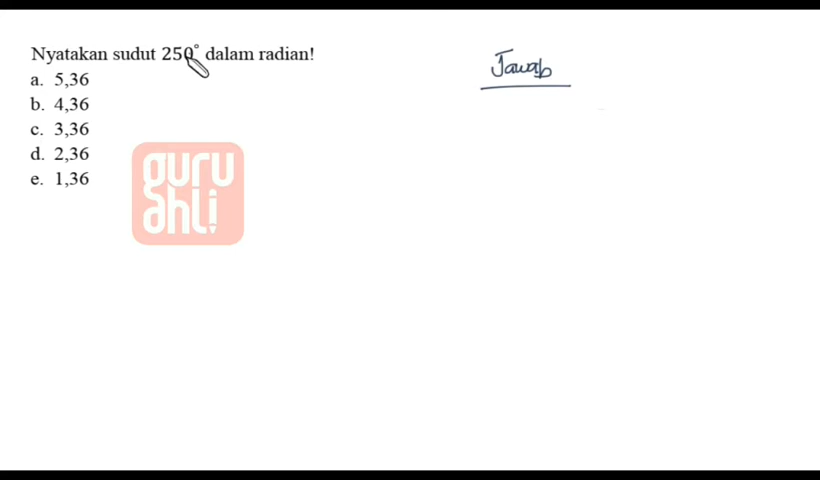 Nyatakan sudut 250° dalam radian!
a. 5,36
b. 4,36
c. 3,36
d. 2,36
e. 1,36
Jawab
guru
ahli